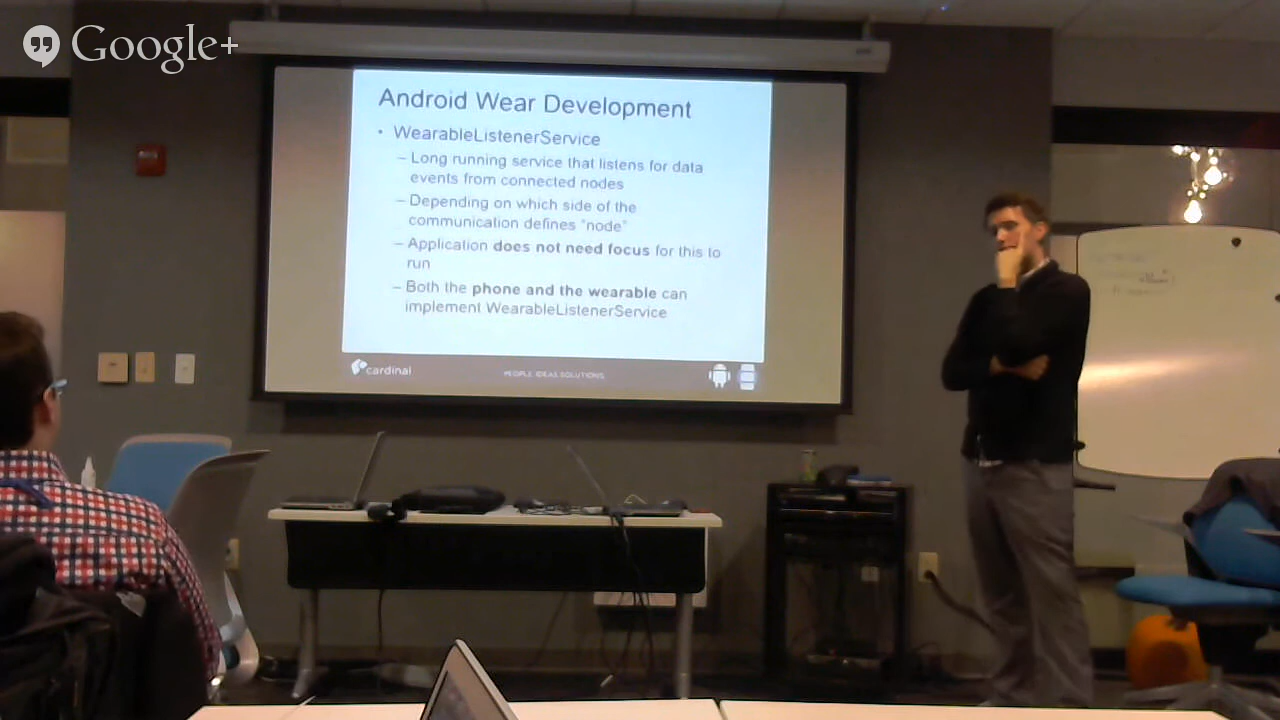 Google+
Android Wear Development
• WearableListenerService
– Long running service that listens for data
events from connected nodes
– Depending on which side of the
communication defines "node"
– Application does not need focus for this to
run
– Both the phone and the wearable can
implement WearableListenerService
cardinal
PEOPLE. IDEAS. SOLUTIONS.